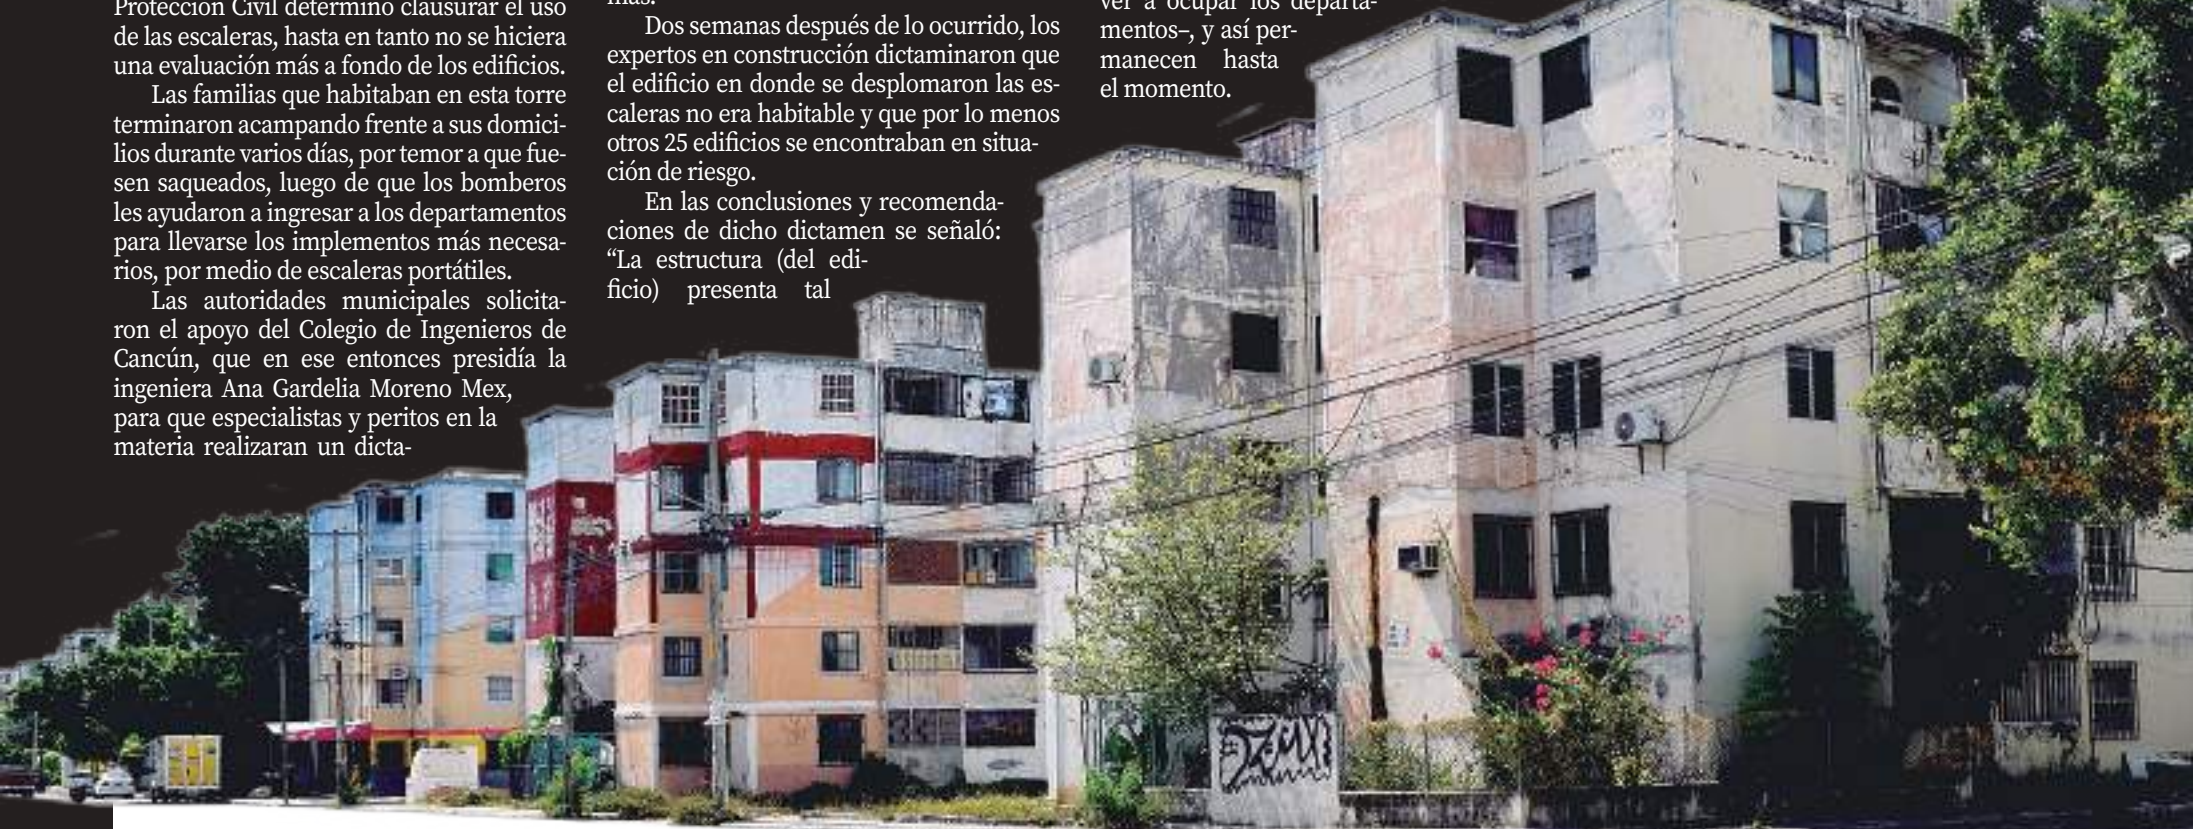 Protección Civil determinó clausurar el uso
de las escaleras, hasta en tanto no se hiciera
una evaluación más a fondo de los edificios.
Las familias que habitaban en esta torre
terminaron acampando frente a sus domici-
lios durante varios días, por temor a que fue-
sen saqueados, luego de que los bomberos
les ayudaron a ingresar a los departamentos
para llevarse los implementos más necesa-
rios, por medio de escaleras portátiles.
Las autoridades municipales solicita-
ron el apoyo del Colegio de Ingenieros de
Cancún, que en ese entonces presidía la
ingeniera Ana Gardelia Moreno Mex,
para que especialistas y peritos en la
materia realizaran un dicta-
más.
Dos semanas después de lo ocurrido, los
expertos en construcción dictaminaron que
el edificio en donde se desplomaron las es-
caleras no era habitable y que por lo menos
otros 25 edificios se encontraban en situa-
ción de riesgo.
En las conclusiones y recomenda-
ciones de dicho dictamen se señaló:
“La estructura (del edi-
ficio) presenta tal
ver a ocupar los departa-
mentos–, y así per-
manecen hasta
el momento.